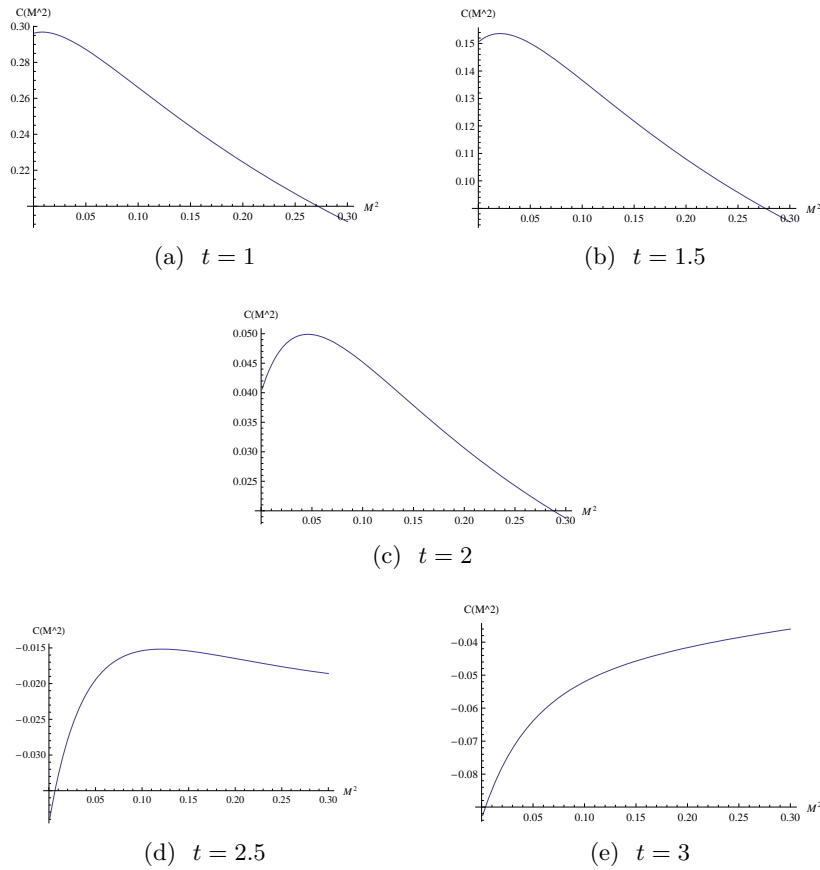 C(M^2)
0.30
0.28
0.26
0.24
0.22
0.05 0.10 0.15 0.20 0.25 0.30
M²
(a) t = 1
C(M^2)
0.15
0.14
0.13
0.12
0.11
0.10
0.05 0.10 0.15 0.20 0.25 0.30
M²
(b) t = 1.5
C(M^2)
0.050
0.045
0.040
0.035
0.030
0.025
0.05 0.10 0.15 0.20 0.25 0.30
M²
(c) t = 2
C(M^2)
−0.015
−0.020
−0.025
−0.030
0.05 0.10 0.15 0.20 0.25 0.30
M²
(d) t = 2.5
C(M^2)
−0.04
−0.05
−0.06
−0.07
−0.08
0.05 0.10 0.15 0.20 0.25 0.30
M²
(e) t = 3